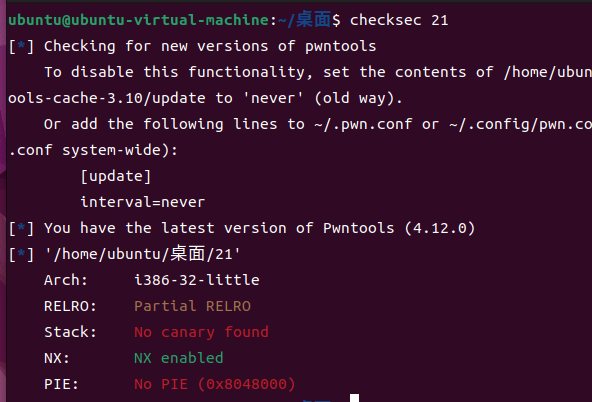 ubuntu@ubuntu-virtual-machine:~/桌面$ checksec 21
[*] Checking for new versions of pwntools
    To disable this functionality, set the contents of /home/ubun
ools-cache-3.10/update to 'never' (old way).
    Or add the following lines to ~/.pwn.conf or ~/.config/pwn.co
.conf system-wide):
        [update]
        interval=never
[*] You have the latest version of Pwntools (4.12.0)
[*] '/home/ubuntu/桌面/21'
    Arch:     i386-32-little
    RELRO:    Partial RELRO
    Stack:    No canary found
    NX:       NX enabled
    PIE:      No PIE (0x8048000)